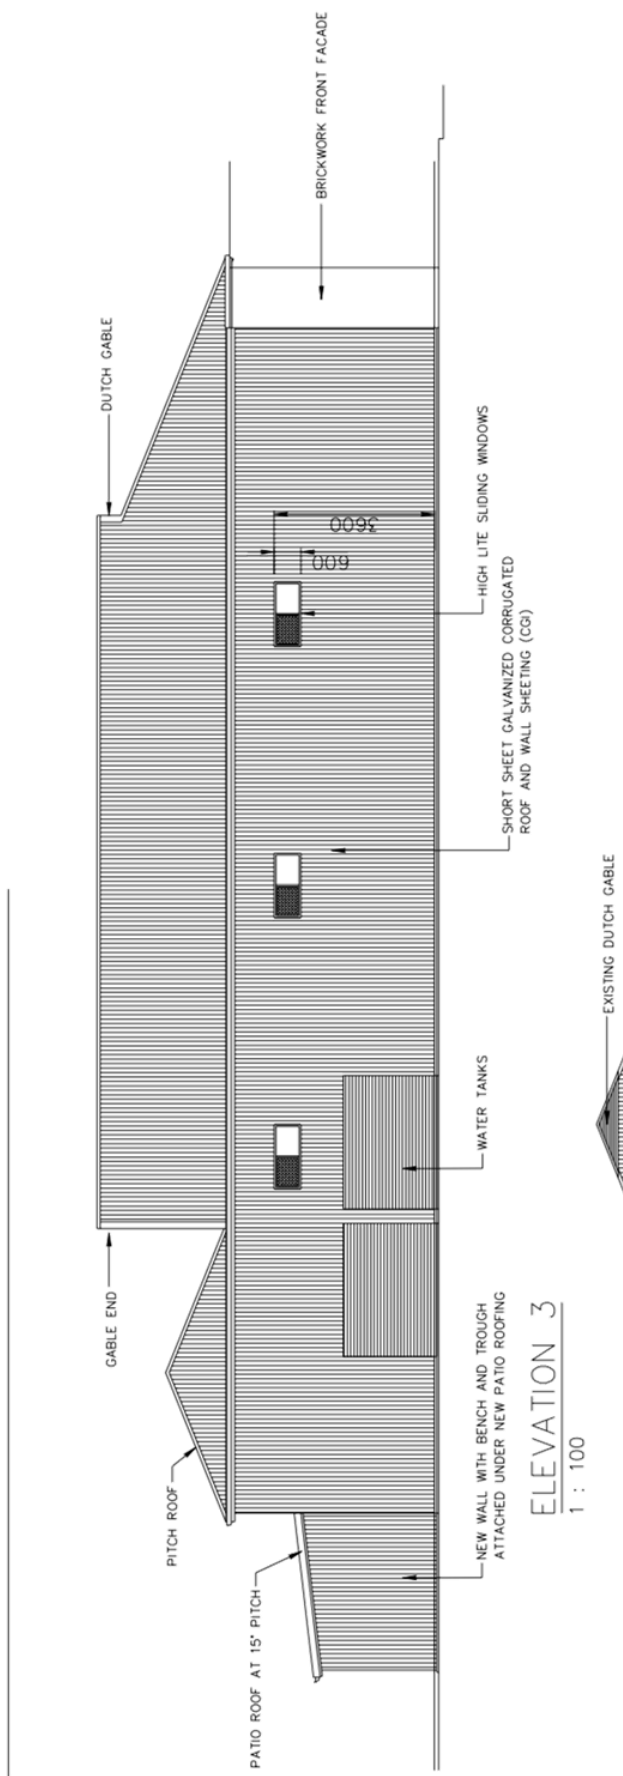 BRICKWORK FRONT FACADE
DUTCH GABLE
HIGH LITE SLIDING WINDOWS
3600
600
SHORT SHEET GALVANIZED CORRUGATED
ROOF AND WALL SHEETING (CGI)
EXISTING DUTCH GABLE
WATER TANKS
GABLE END
PITCH ROOF
PATIO ROOF AT 15° PITCH
NEW WALL WITH BENCH AND TROUGH
ATTACHED UNDER NEW PATIO ROOFING
ELEVATION 3
1 : 100